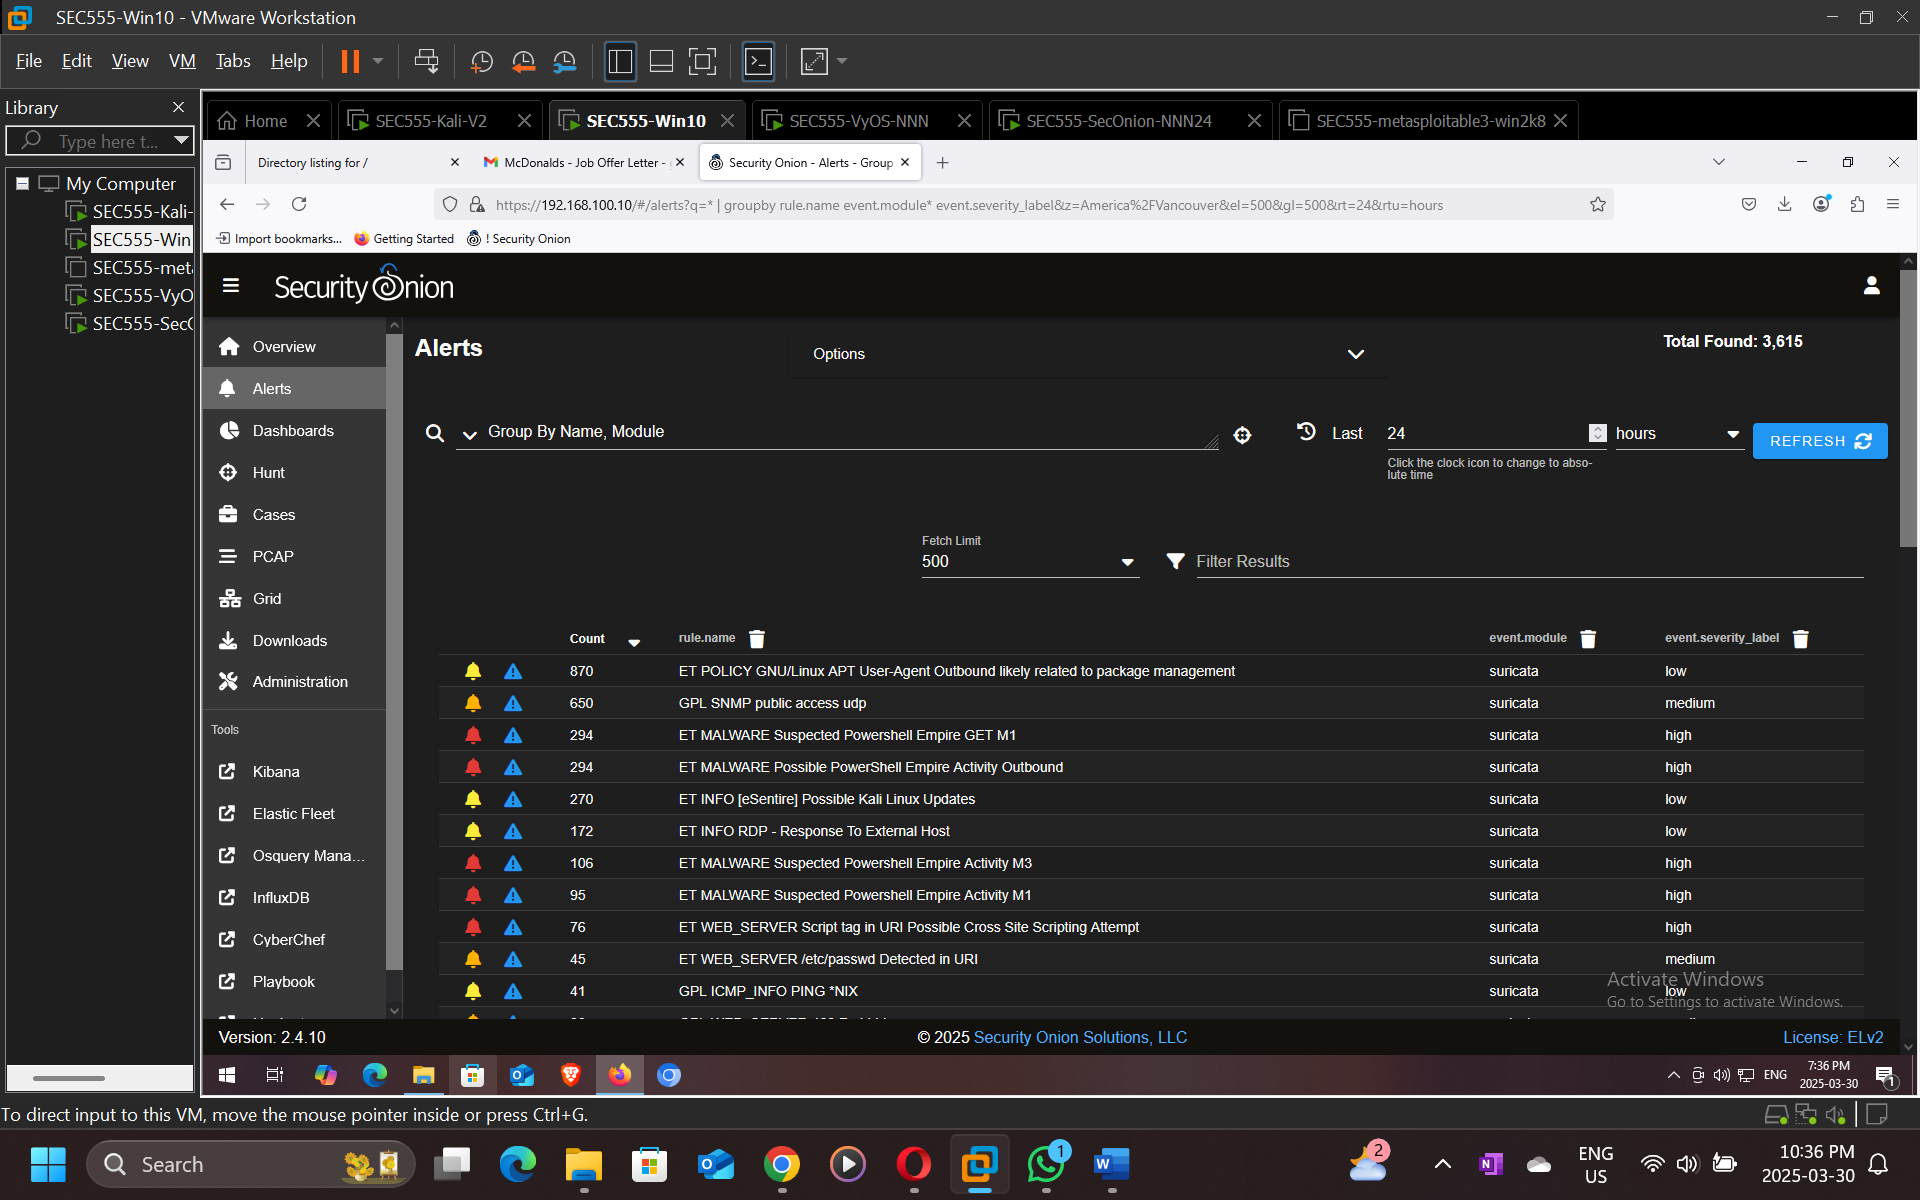 SEC555-Win10 - VMware Workstation
File Edit View VM Tabs Help
Library
Type here t...
My Computer
SEC555-Kali-
SEC555-Win
SEC555-met
SEC555-VyO
SEC555-Sec
Home
SEC555-Kali-V2
SEC555-Win10
SEC555-VyOS-NNN
SEC555-SecOnion-NNN24
SEC555-metasploitable3-win2k8
Directory listing for /
McDonalds - Job Offer Letter -
Security Onion - Alerts - Group
https://192.168.100.10/#/alerts?q=* | groupby rule.name event.module* event.severity_label&z=America%2FVancouver&el=500&gl=500&rt=24&rtu=hours
Import bookmarks...
Getting Started
! Security Onion
Security Onion
Overview
Alerts
Dashboards
Hunt
Cases
PCAP
Grid
Downloads
Administration
Tools
Kibana
Elastic Fleet
Osquery Mana...
InfluxDB
CyberChef
Playbook
Alerts
Options
Total Found: 3,615
Group By Name, Module
Last 24 hours
REFRESH
Click the clock icon to change to abso-
lute time
Fetch Limit
500
Filter Results
Count rule.name event.module event.severity_label
870 ET POLICY GNU/Linux APT User-Agent Outbound likely related to package management suricata low
650 GPL SNMP public access udp suricata medium
294 ET MALWARE Suspected Powershell Empire GET M1 suricata high
294 ET MALWARE Possible PowerShell Empire Activity Outbound suricata high
270 ET INFO [eSentire] Possible Kali Linux Updates suricata low
172 ET INFO RDP - Response To External Host suricata low
106 ET MALWARE Suspected Powershell Empire Activity M3 suricata high
95 ET MALWARE Suspected Powershell Empire Activity M1 suricata high
76 ET WEB_SERVER Script tag in URI Possible Cross Site Scripting Attempt suricata high
45 ET WEB_SERVER /etc/passwd Detected in URI suricata medium
41 GPL ICMP_INFO PING *NIX suricata low
Activate Windows
Go to Settings to activate Windows.
Version: 2.4.10
© 2025 Security Onion Solutions, LLC
License: ELv2
ENG
7:36 PM
2025-03-30
1
To direct input to this VM, move the mouse pointer inside or press Ctrl+G.
Search
1
2
ENG
US
10:36 PM
2025-03-30